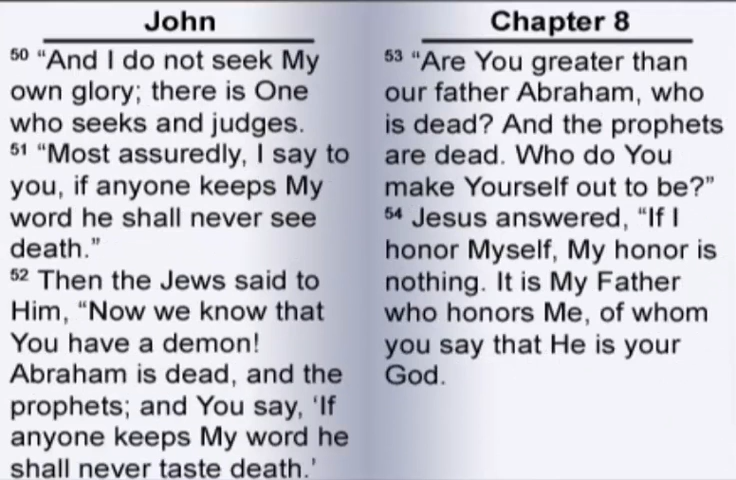 John
50 “And I do not seek My
own glory; there is One
who seeks and judges.
51 “Most assuredly, I say to
you, if anyone keeps My
word he shall never see
death.”
52 Then the Jews said to
Him, “Now we know that
You have a demon!
Abraham is dead, and the
prophets; and You say, ‘If
anyone keeps My word he
shall never taste death.’
Chapter 8
53 “Are You greater than
our father Abraham, who
is dead? And the prophets
are dead. Who do You
make Yourself out to be?”
54 Jesus answered, “If I
honor Myself, My honor is
nothing. It is My Father
who honors Me, of whom
you say that He is your
God.